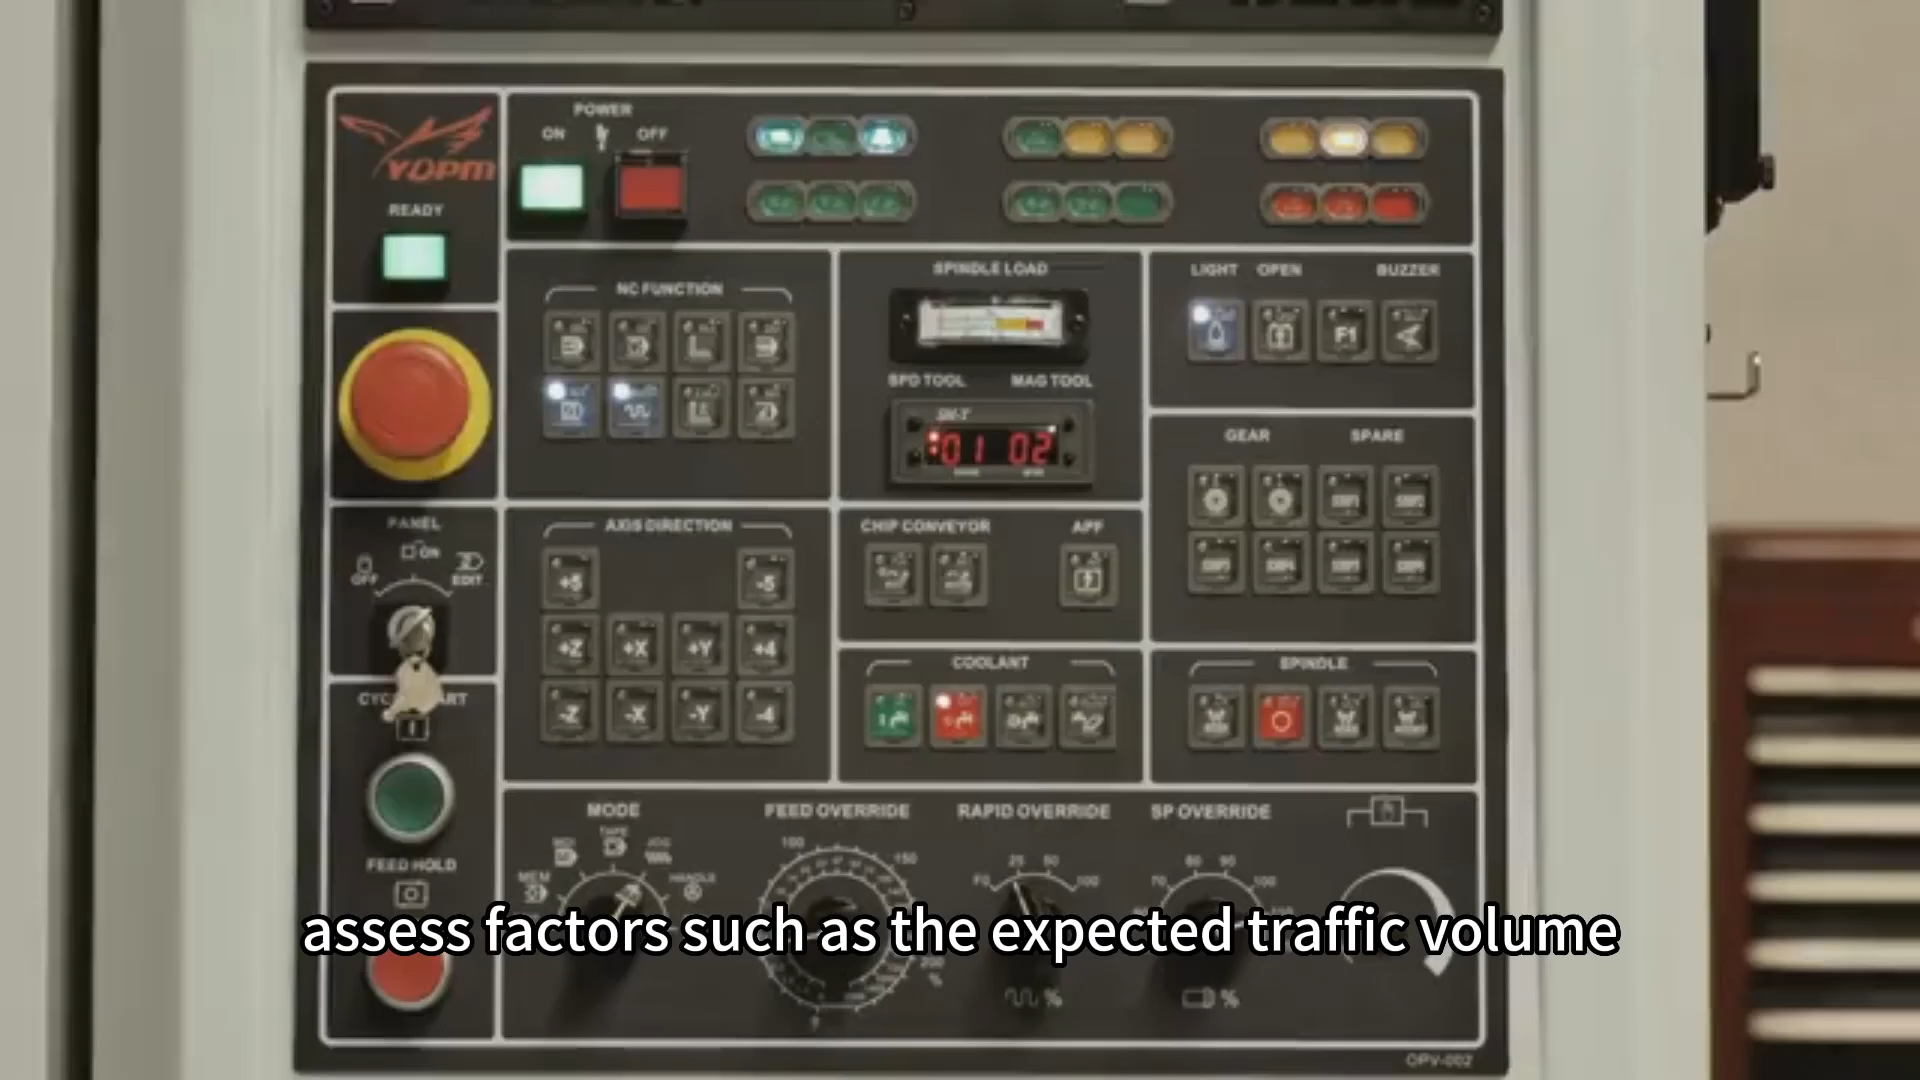 YOPM
POWER
ON OFF
READY
NC FUNCTION
SPINDLE LOAD
SPD TOOL MAG TOOL
01 02
LIGHT OPEN BUZZER
F1
GEAR SPARE
PANEL
OFF ON EDIT
AXIS DIRECTION
+5 -5
+Z +X +Y +4
-Z -X -Y -4
CHIP CONVEYOR APF
COOLANT
SPINDLE
FEED HOLD
MODE
MEM TAPE JOG HANDLE
FEED OVERRIDE
100 150
RAPID OVERRIDE
F0 25 50 100
%
SP OVERRIDE
70 80 90 100
%
assess factors such as the expected traffic volume
OPV-002